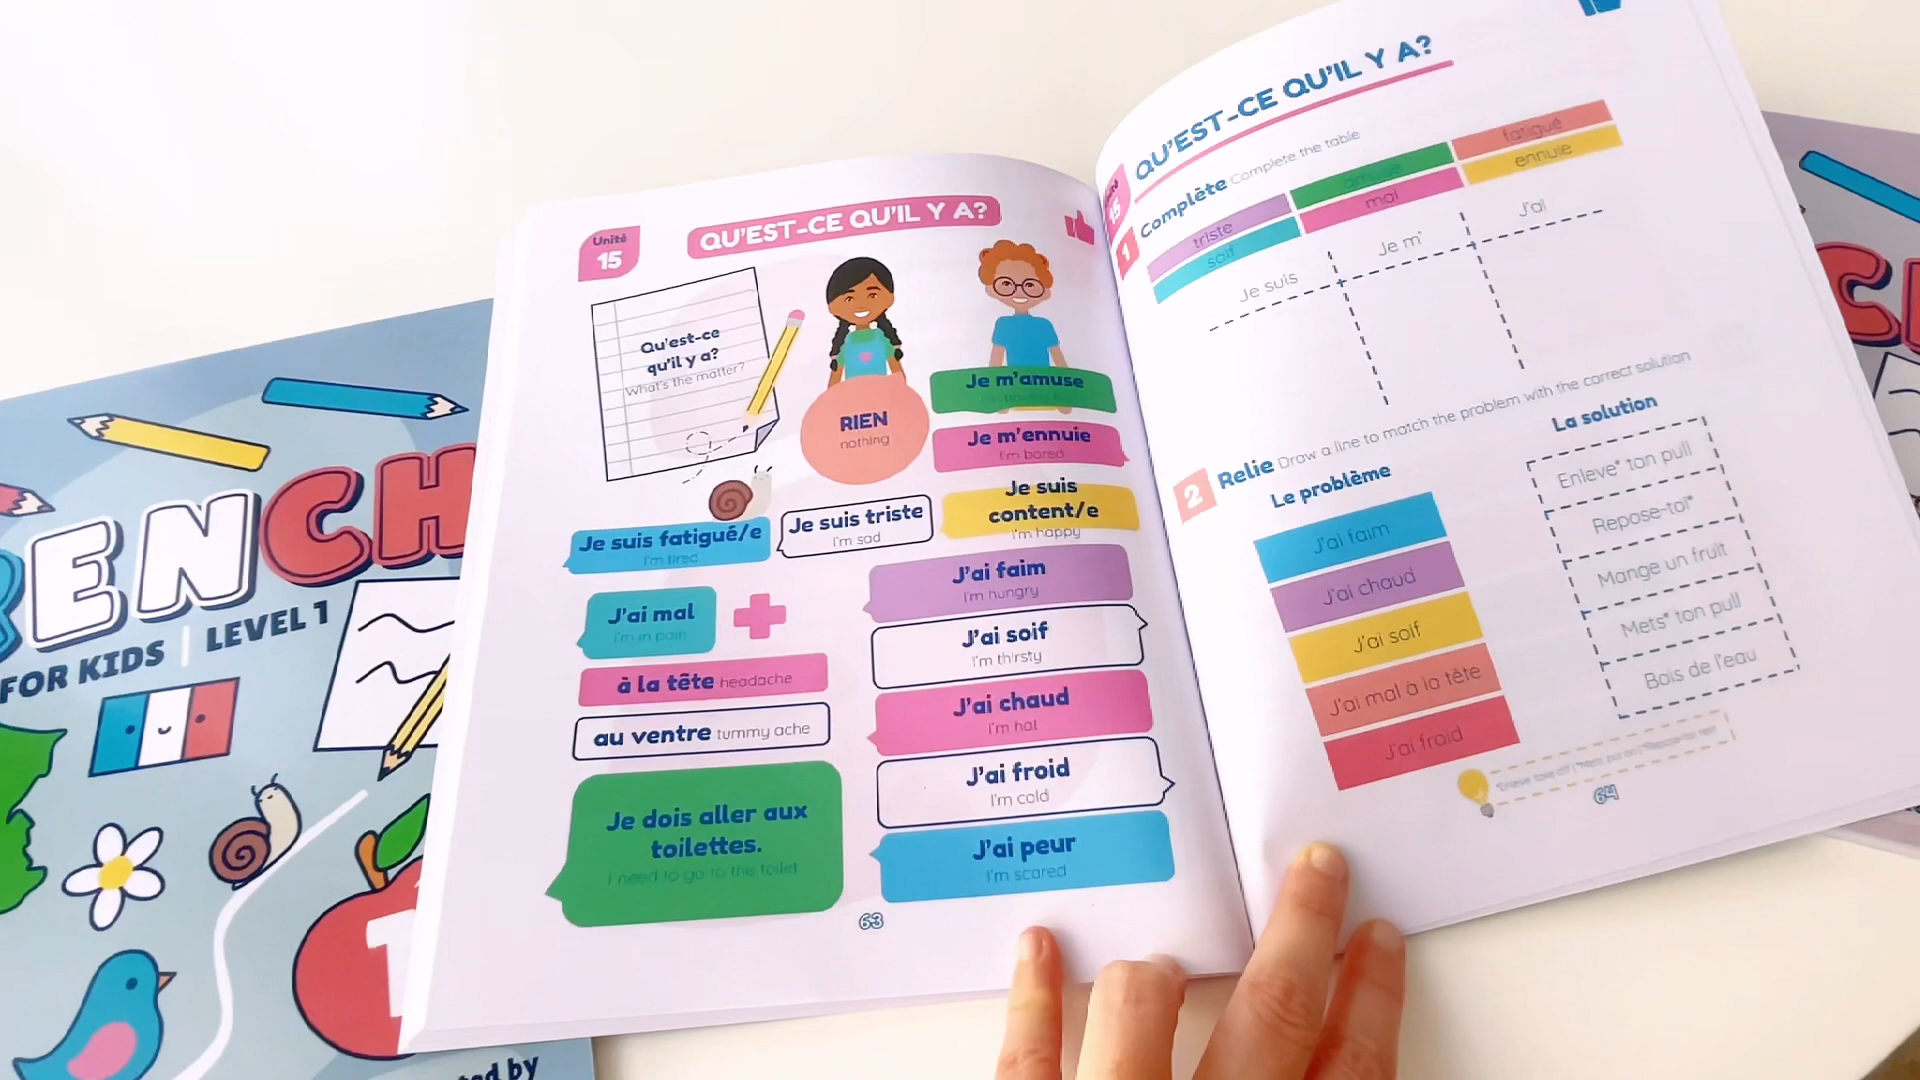 RENCH
FOR KIDS | LEVEL 1
Unité
15
QU'EST-CE QU'IL Y A?
Qu'est-ce
qu'il y a?
What's the matter?
RIEN
nothing
Je m'amuse
Je m'ennuie
I'm bored
Je suis fatigué/e
I'm tired
Je suis triste
I'm sad
Je suis
content/e
I'm happy
J'ai mal
I'm in pain
à la tête headache
au ventre tummy ache
Je dois aller aux
toilettes.
I need to go to the toilet
J'ai faim
I'm hungry
J'ai soif
I'm thirsty
J'ai chaud
I'm hot
J'ai froid
I'm cold
J'ai peur
I'm scared
63
15
QU'EST-CE QU'IL Y A?
1 Complète Complete the table
triste amuse fatigué
soif mal ennuie
Je suis Je m' J'ai
2 Relie Draw a line to match the problem with the correct solution
Le problème La solution
J'ai faim
J'ai chaud
J'ai soif
J'ai mal à la tête
J'ai froid
Enleve* ton pull
Repose-toi*
Mange un fruit
Mets* ton pull
Bois de l'eau
64